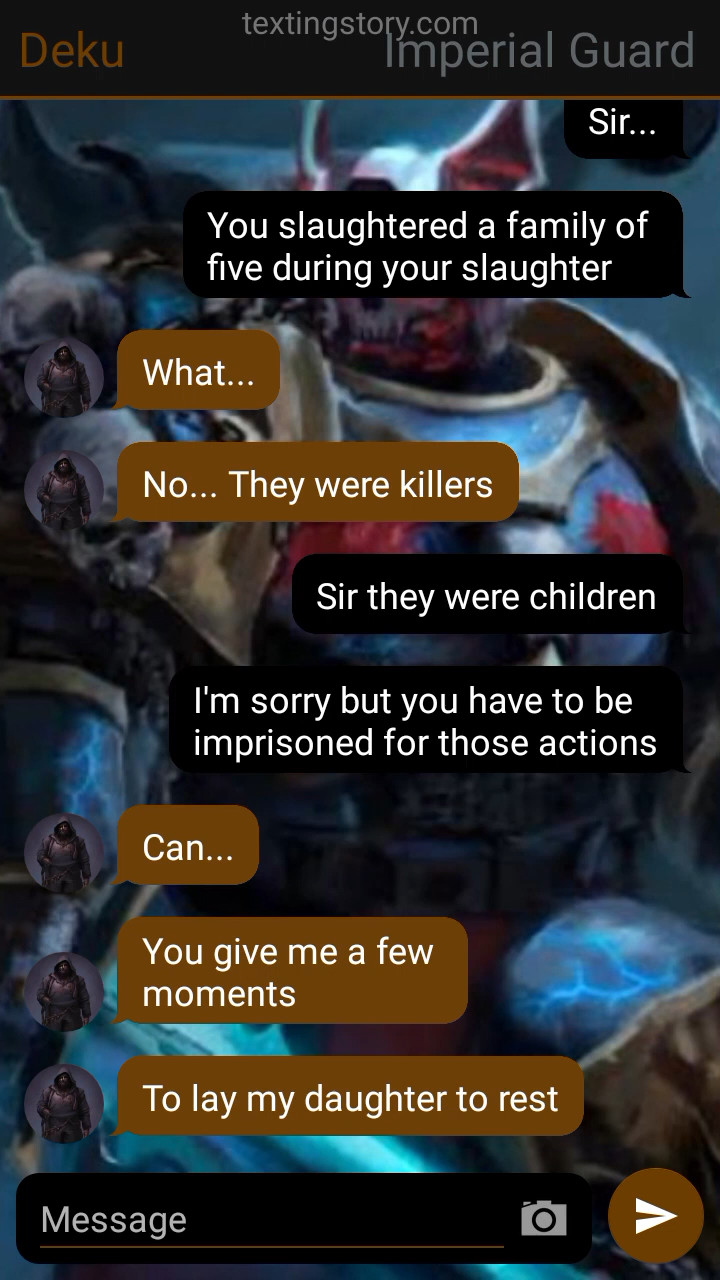 textingstory.com
Deku
Imperial Guard
Sir...
You slaughtered a family of
five during your slaughter
What...
No... They were killers
Sir they were children
I'm sorry but you have to be
imprisoned for those actions
Can...
You give me a few
moments
To lay my daughter to rest
Message